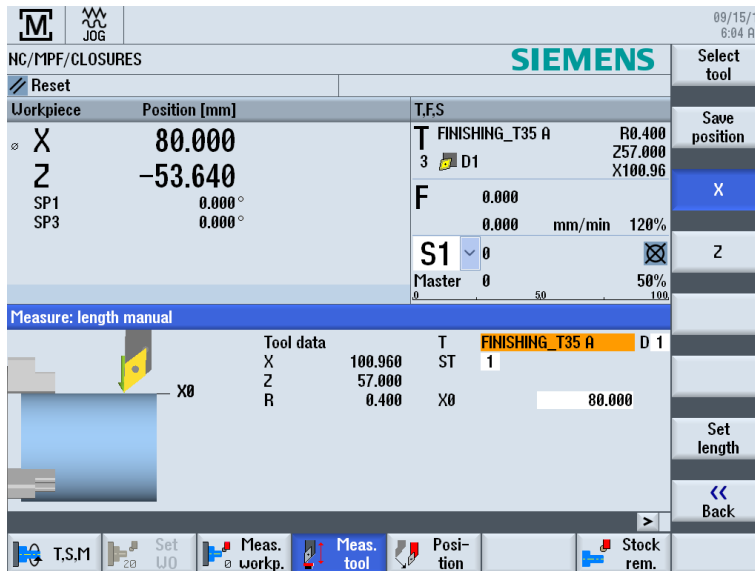 M
JOG
09/15/1
6:04 A
NC/MPF/CLOSURES
SIEMENS
Select tool
Reset
Workpiece Position [mm]
T,F,S
Save position
⌀ X 80.000
Z -53.640
SP1 0.000°
SP3 0.000°
T FINISHING_T35 A R0.400
3 D1 Z57.000
X100.96
F 0.000
0.000 mm/min 120%
S1 0
Master 0 50%
0 50 100
X
Z
Measure: length manual
X0
Tool data
X 100.960
Z 57.000
R 0.400
T FINISHING_T35 A D 1
ST 1
X0 80.000
Set length
<< Back
>
T,S,M
20 Set WO
⌀ Meas. workp.
Meas. tool
Posi-
tion
Stock rem.